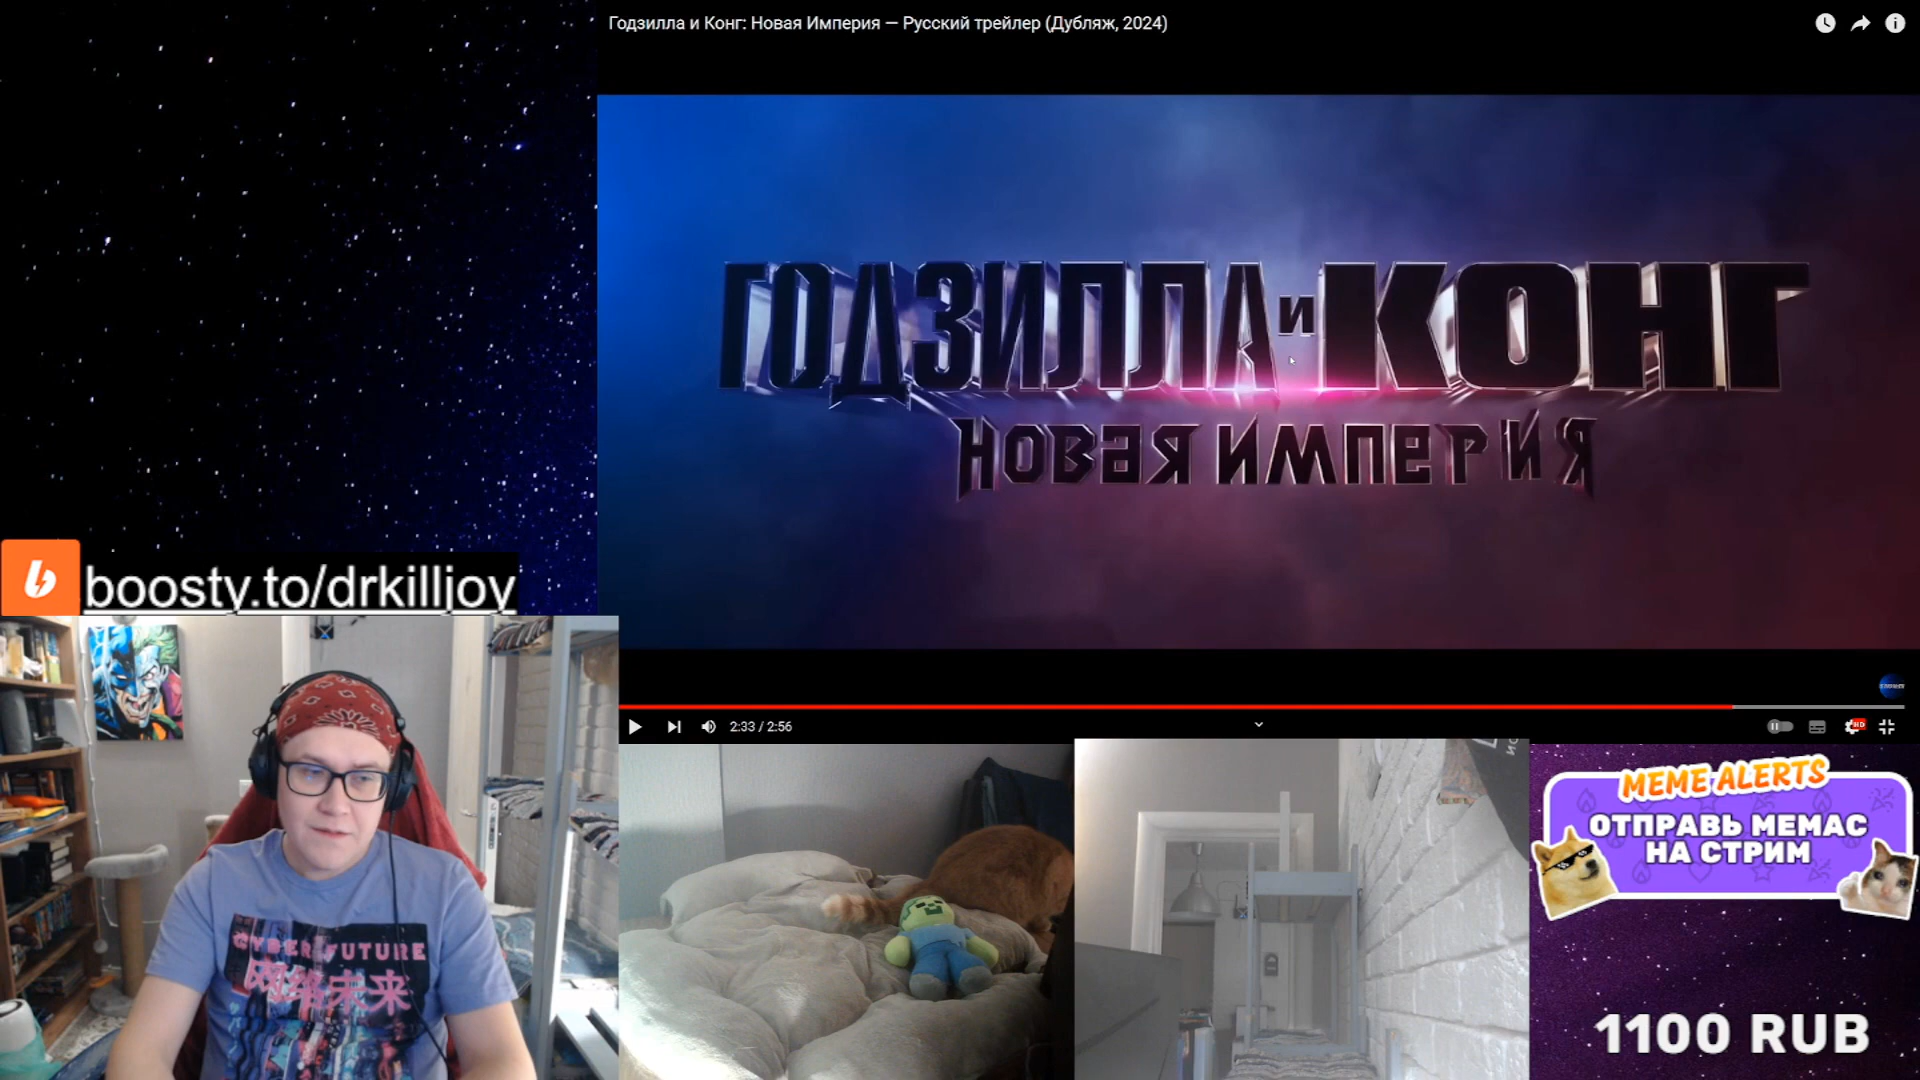 Годзилла и Конг: Новая Империя — Русский трейлер (Дубляж, 2024)
ГОДЗИЛЛА и КОНГ
НОВАЯ ИМПЕРИЯ
boosty.to/drkilljoy
2:33 / 2:56
HD
CYBER FUTURE
网络未来
MEME ALERTS
ОТПРАВЬ МЕМАС
НА СТРИМ
1100 RUB